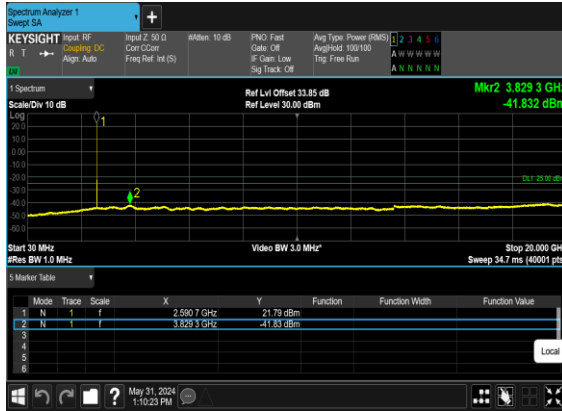 Spectrum Analyzer 1
Swept SA
+
KEYSIGHT Input: RF Input Z: 50 Ω #Atten: 10 dB PNO: Fast Avg Type: Power (RMS) 1 2 3 4 5 6
R T Coupling: DC Corr CCorr Gate: Off Avg|Hold: 100/100 A W W W W W
Align: Auto Freq Ref: Int (S) IF Gain: Low Trig: Free Run
Sig Track: Off A N N N N N
LU
1 Spectrum Ref Lvl Offset 33.85 dB Mkr2 3.829 3 GHz
Scale/Div 10 dB Ref Level 30.00 dBm -41.832 dBm
Log
20.0
10.0
0.00
-10.0
-20.0
-30.0
-40.0
-50.0
-60.0
1
2
DL1 -25.00 dBm
Start 30 MHz Video BW 3.0 MHz* Stop 20.000 GHz
#Res BW 1.0 MHz Sweep 34.7 ms (40001 pts)
5 Marker Table
Mode Trace Scale X Y Function Function Width Function Value
1 N 1 f 2.590 7 GHz 21.79 dBm
2 N 1 f 3.829 3 GHz -41.83 dBm
3
4
5
6
Local
? May 31, 2024
1:10:23 PM